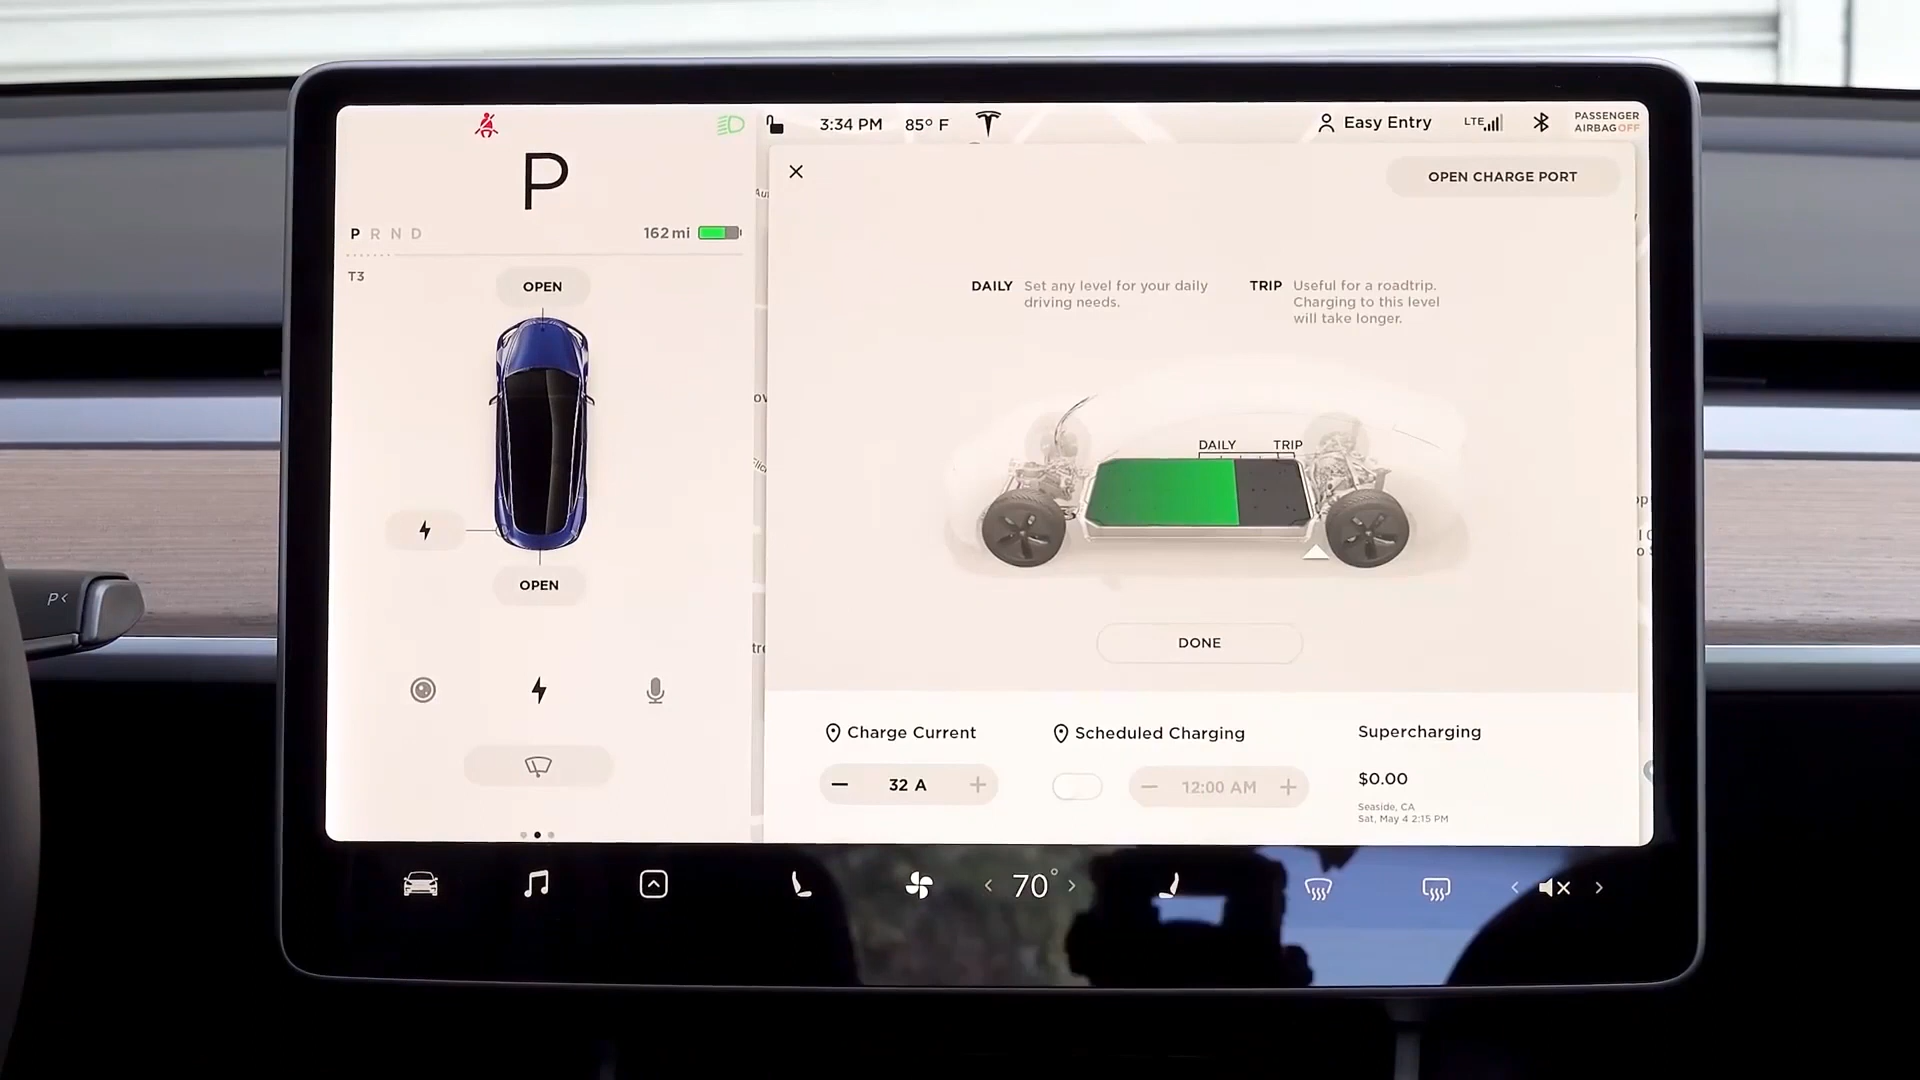 3:34 PM 85° F
Easy Entry
LTE
PASSENGER
AIRBAG OFF
P
P R N D
162 mi
T3
OPEN
OPEN
OPEN CHARGE PORT
DAILY Set any level for your daily
driving needs.
TRIP Useful for a roadtrip.
Charging to this level
will take longer.
DAILY TRIP
DONE
Charge Current
32 A
Scheduled Charging
12:00 AM
Supercharging
$0.00
Seaside, CA
Sat, May 4 2:15 PM
70°
P<